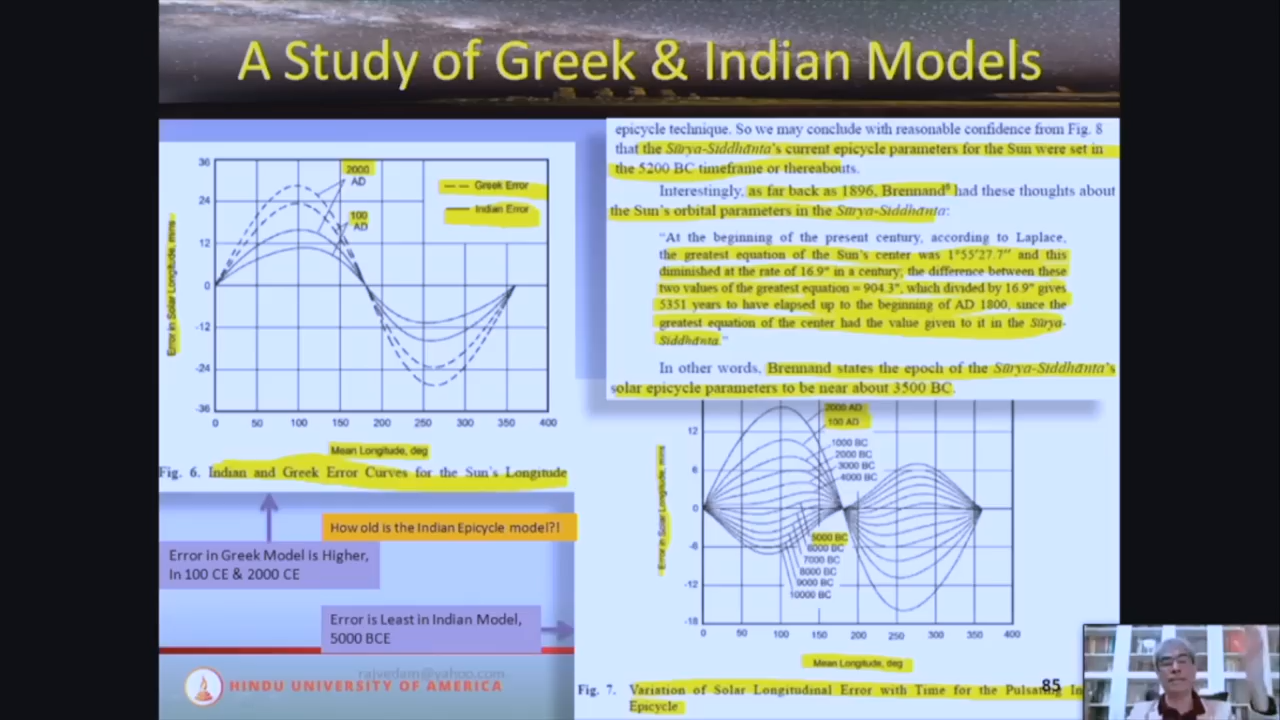 A Study of Greek & Indian Models
36
24
12
0
-12
-24
-36
0 50 100 150 200 250 300 350 400
2000
AD
100
AD
Greek Error
Indian Error
Error in Solar Longitude, mins
Mean Longitude, deg
Fig. 6. Indian and Greek Error Curves for the Sun's Longitude
How old is the Indian Epicycle model?!
Error in Greek Model is Higher,
In 100 CE & 2000 CE
Error is Least in Indian Model,
5000 BCE
rajvedam@yahoo.com
HINDU UNIVERSITY OF AMERICA
epicycle technique. So we may conclude with reasonable confidence from Fig. 8
that the Sūrya-Siddhānta's current epicycle parameters for the Sun were set in
the 5200 BC timeframe or thereabouts.
Interestingly, as far back as 1896, Brennand⁸ had these thoughts about
the Sun's orbital parameters in the Sūrya-Siddhānta:
"At the beginning of the present century, according to Laplace,
the greatest equation of the Sun's center was 1°55'27.7" and this
diminished at the rate of 16.9" in a century; the difference between these
two values of the greatest equation = 904.3", which divided by 16.9" gives
5351 years to have elapsed up to the beginning of AD 1800, since the
greatest equation of the center had the value given to it in the Sūrya-
Siddhānta."
In other words, Brennand states the epoch of the Sūrya-Siddhānta's
solar epicycle parameters to be near about 3500 BC.
12
6
0
-6
-12
-18
0 50 100 150 200 250 300 350 400
2000 AD
100 AD
1000 BC
2000 BC
3000 BC
4000 BC
5000 BC
6000 BC
7000 BC
8000 BC
9000 BC
10000 BC
Error in Solar Longitude, mins
Mean Longitude, deg
85
Fig. 7. Variation of Solar Longitudinal Error with Time for the Pulsating
Epicycle